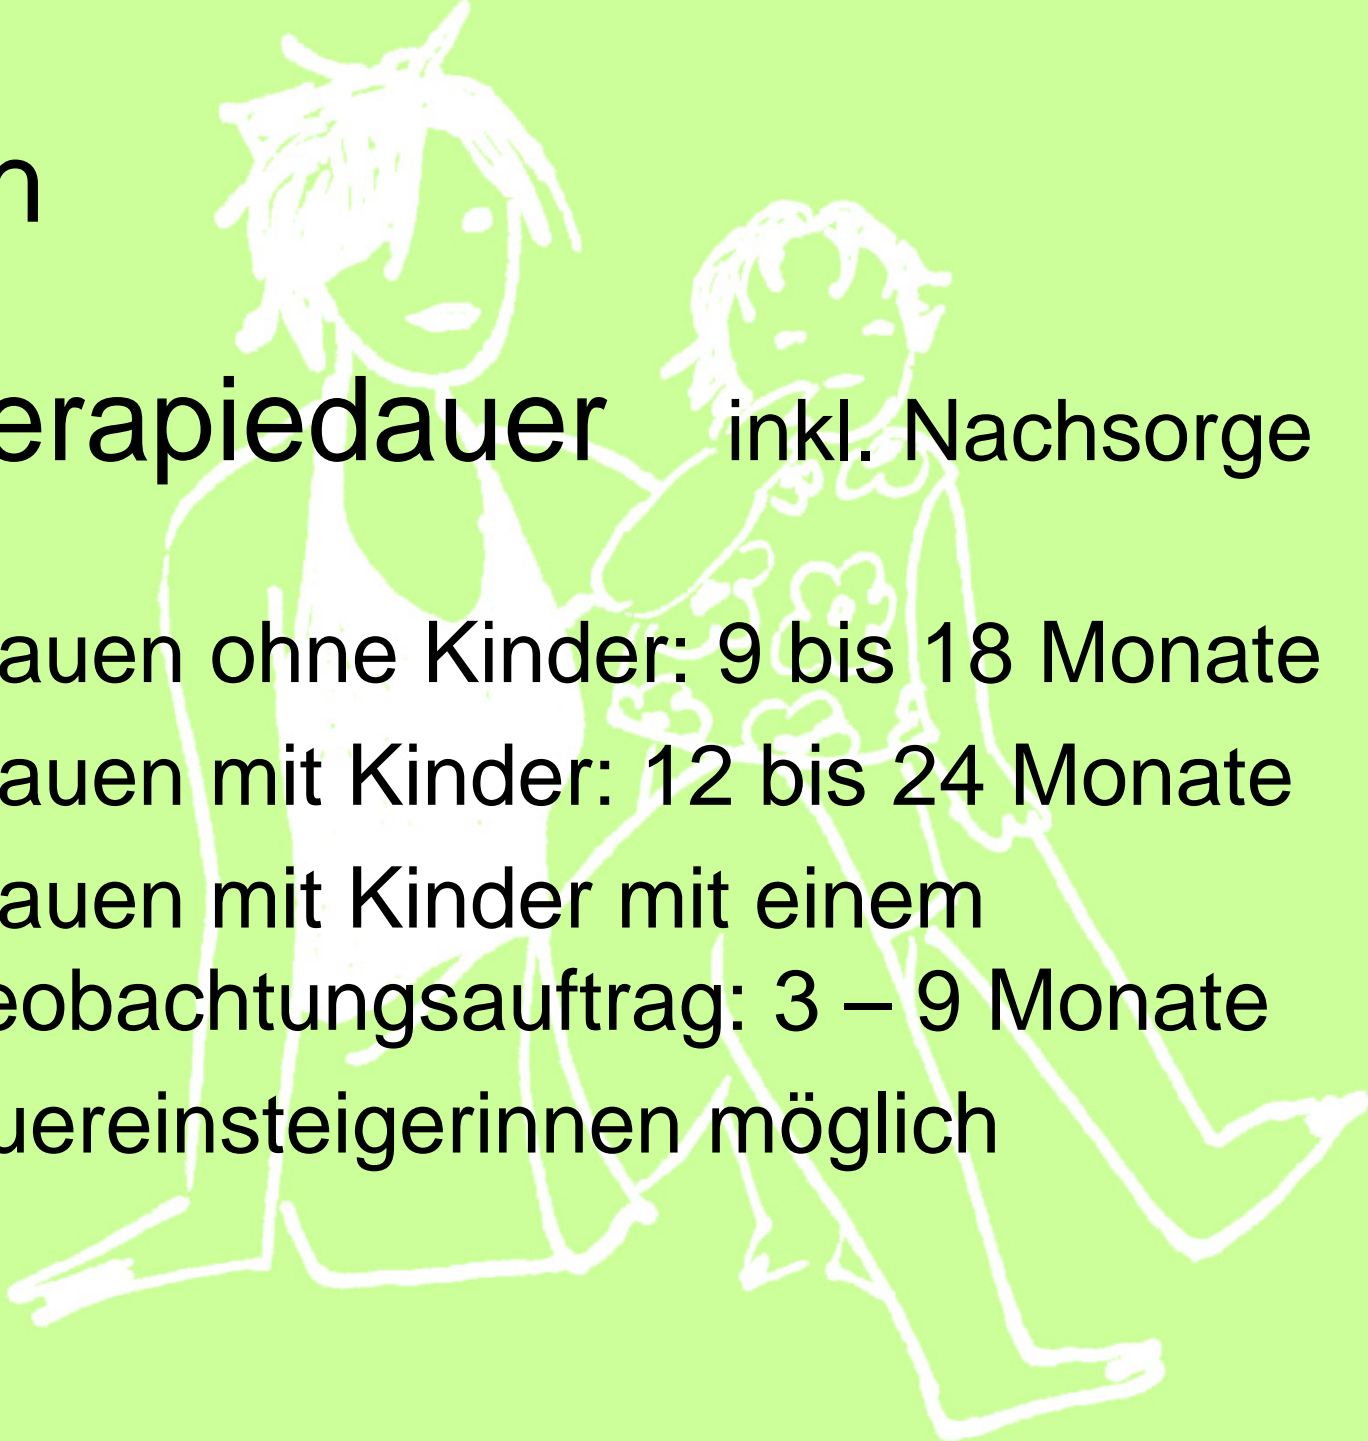 n
erapiedauer inkl. Nachsorge
auen ohne Kinder: 9 bis 18 Monate
auen mit Kinder: 12 bis 24 Monate
auen mit Kinder mit einem
eobachtungsauftrag: 3 – 9 Monate
uereinsteigerinnen möglich